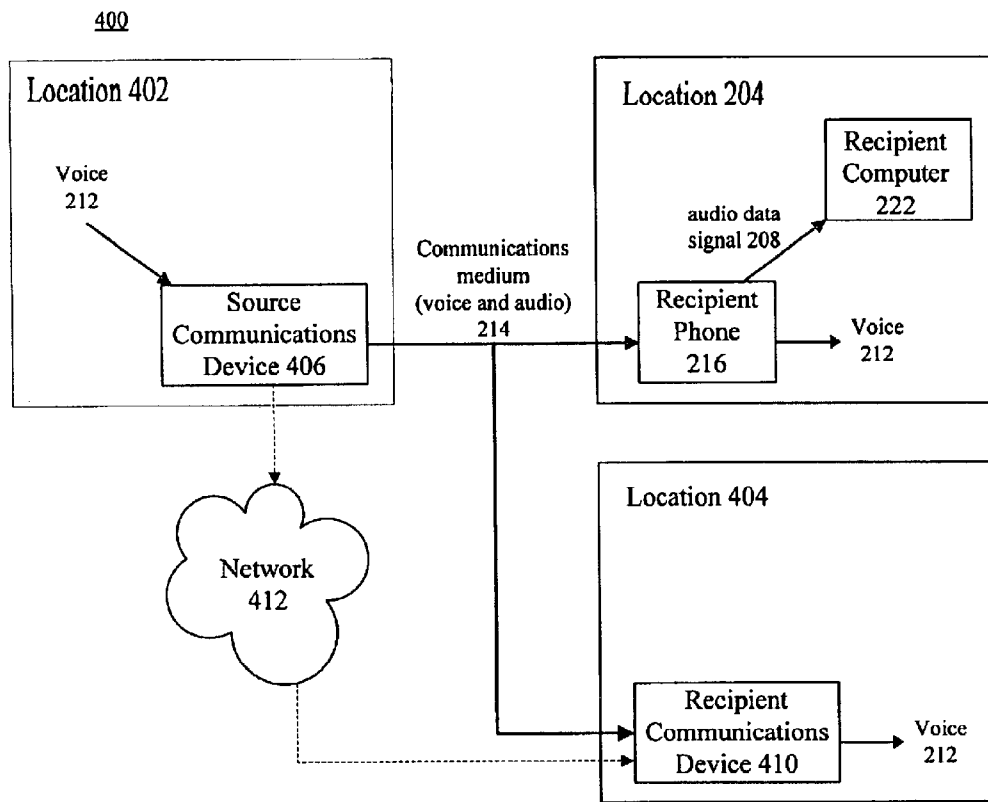 400
Location 402
Voice
212
Source
Communications
Device 406
Communications
medium
(voice and audio)
214
Location 204
Recipient
Computer
222
audio data
signal 208
Recipient
Phone
216
Voice
212
Network
412
Location 404
Recipient
Communications
Device 410
Voice
212